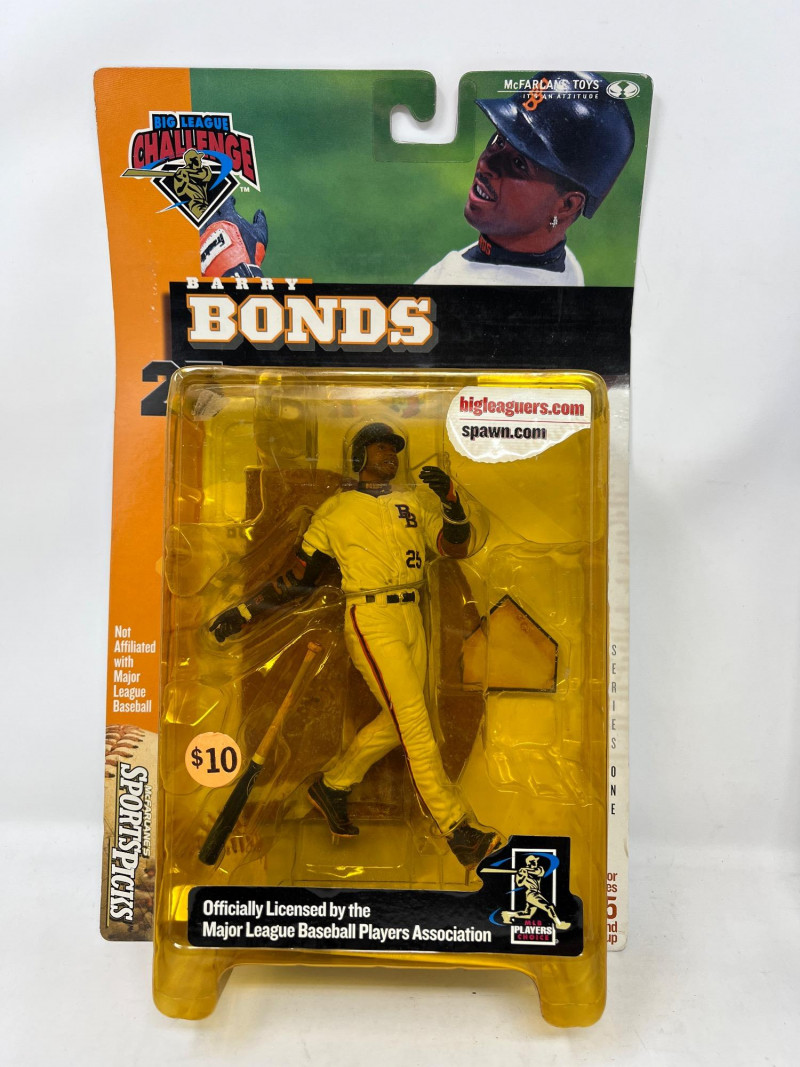 McFARLANE TOYS
IT'S AN ATTITUDE
BIG LEAGUE
CHALLENGE
TM
BARRY
BONDS
bigleaguers.com
spawn.com
BB
25
Not
Affiliated
with
Major
League
Baseball
SERIES ONE
$10
McFARLANE'S
SPORTSPICKS
Officially Licensed by the
Major League Baseball Players Association
MLB
PLAYERS
CHOICE